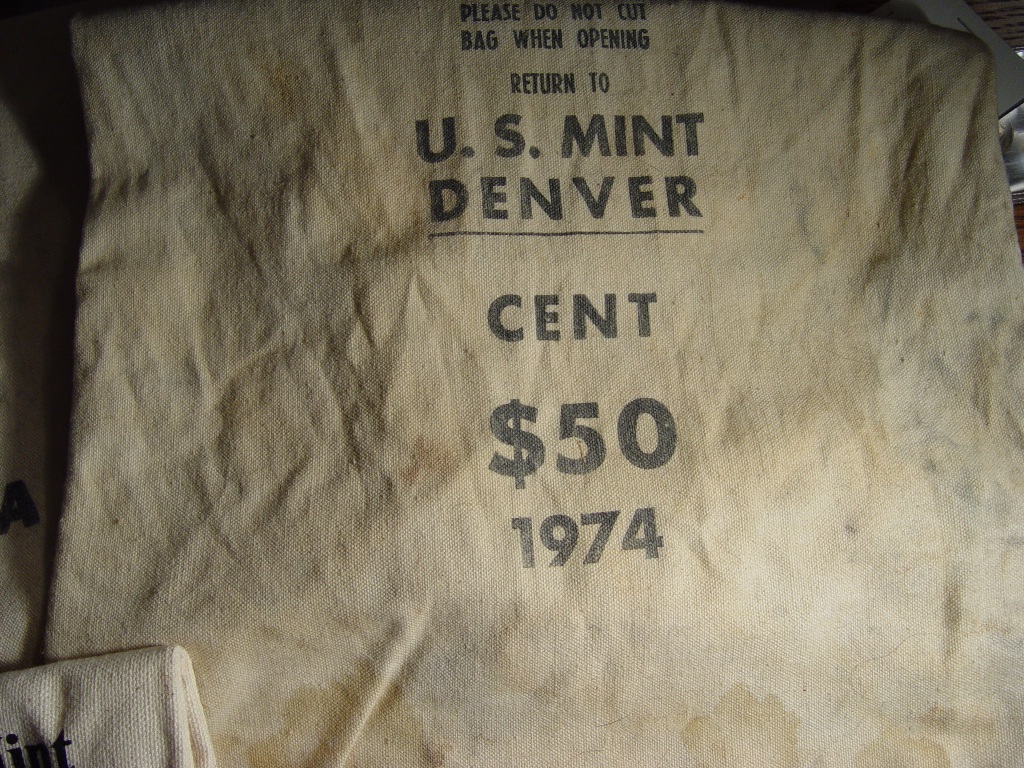 PLEASE DO NOT CUT
BAG WHEN OPENING
RETURN TO
U. S. MINT
DENVER
CENT
$50
1974
A